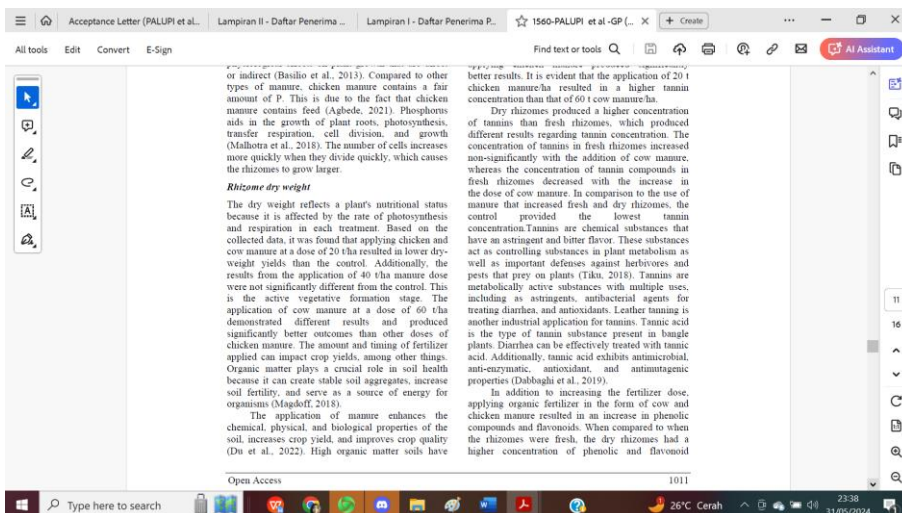 Acceptance Letter (PALUPI et al...
Lampiran II - Daftar Penerima ...
Lampiran I - Daftar Penerima P...
1560-PALUPI et al -GP (...
+ Create
All tools
Edit
Convert
E-Sign
Find text or tools
AI Assistant
or indirect (Basilio et al., 2013). Compared to other
types of manure, chicken manure contains a fair
amount of P. This is due to the fact that chicken
manure contains feed (Agbede, 2021). Phosphorus
aids in the growth of plant roots, photosynthesis,
transfer respiration, cell division, and growth
(Malhotra et al., 2018). The number of cells increases
more quickly when they divide quickly, which causes
the rhizomes to grow larger.
Rhizome dry weight
The dry weight reflects a plant's nutritional status
because it is affected by the rate of photosynthesis
and respiration in each treatment. Based on the
collected data, it was found that applying chicken and
cow manure at a dose of 20 t/ha resulted in lower dry-
weight yields than the control. Additionally, the
results from the application of 40 t/ha manure dose
were not significantly different from the control. This
is the active vegetative formation stage. The
application of cow manure at a dose of 60 t/ha
demonstrated different results and produced
significantly better outcomes than other doses of
chicken manure. The amount and timing of fertilizer
applied can impact crop yields, among other things.
Organic matter plays a crucial role in soil health
because it can create stable soil aggregates, increase
soil fertility, and serve as a source of energy for
organisms (Magdoff, 2018).
The application of manure enhances the
chemical, physical, and biological properties of the
soil, increases crop yield, and improves crop quality
(Du et al., 2022). High organic matter soils have
applying chicken manure produced significantly
better results. It is evident that the application of 20 t
chicken manure/ha resulted in a higher tannin
concentration than that of 60 t cow manure/ha.
Dry rhizomes produced a higher concentration
of tannins than fresh rhizomes, which produced
different results regarding tannin concentration. The
concentration of tannins in fresh rhizomes increased
non-significantly with the addition of cow manure,
whereas the concentration of tannin compounds in
fresh rhizomes decreased with the increase in
the dose of cow manure. In comparison to the use of
manure that increased fresh and dry rhizomes, the
control provided the lowest tannin
concentration.Tannins are chemical substances that
have an astringent and bitter flavor. These substances
act as controlling substances in plant metabolism as
well as important defenses against herbivores and
pests that prey on plants (Tiku, 2018). Tannins are
metabolically active substances with multiple uses,
including as astringents, antibacterial agents for
treating diarrhea, and antioxidants. Leather tanning is
another industrial application for tannins. Tannic acid
is the type of tannin substance present in bangle
plants. Diarrhea can be effectively treated with tannic
acid. Additionally, tannic acid exhibits antimicrobial,
anti-enzymatic, antioxidant, and antimutagenic
properties (Dabbaghi et al., 2019).
In addition to increasing the fertilizer dose,
applying organic fertilizer in the form of cow and
chicken manure resulted in an increase in phenolic
compounds and flavonoids. When compared to when
the rhizomes were fresh, the dry rhizomes had a
higher concentration of phenolic and flavonoid
Open Access
1011
11
16
Type here to search
26°C Cerah
23:38
31/05/2024